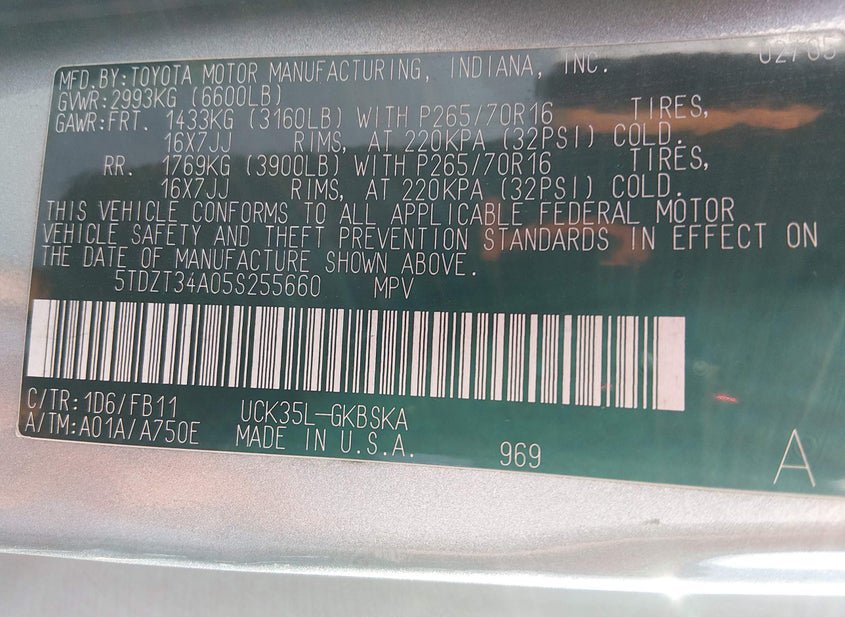 MFD.BY:TOYOTA MOTOR MANUFACTURING, INDIANA, INC. 02/05
GVWR:2993KG (6600LB)
GAWR:FRT. 1433KG (3160LB) WITH P265/70R16 TIRES,
16X7JJ RIMS, AT 220KPA (32PSI) COLD.
RR. 1769KG (3900LB) WITH P265/70R16 TIRES,
16X7JJ RIMS, AT 220KPA (32PSI) COLD.
THIS VEHICLE CONFORMS TO ALL APPLICABLE FEDERAL MOTOR
VEHICLE SAFETY AND THEFT PREVENTION STANDARDS IN EFFECT ON
THE DATE OF MANUFACTURE SHOWN ABOVE.
5TDZT34A05S255660 MPV
C/TR:1D6/FB11 UCK35L-GKBSKA
A/TM:A01A/A750E MADE IN U.S.A.
969 A